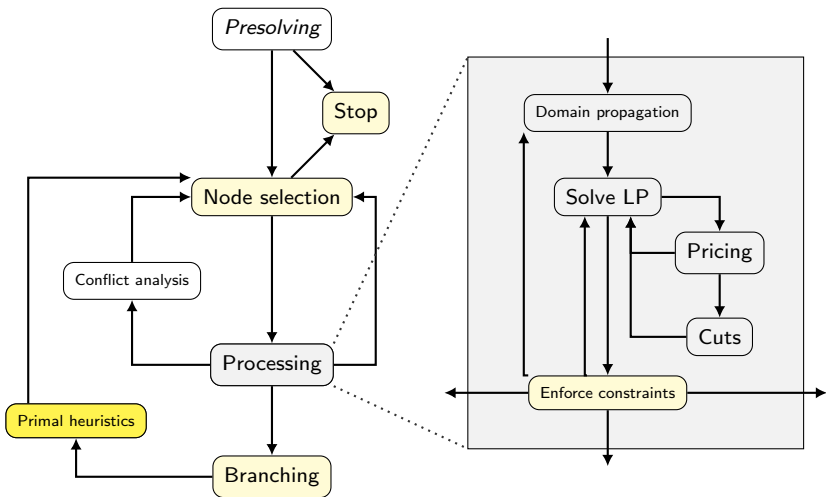 Presolving
Stop
Node selection
Conflict analysis
Processing
Primal heuristics
Branching
Domain propagation
Solve LP
Pricing
Cuts
Enforce constraints